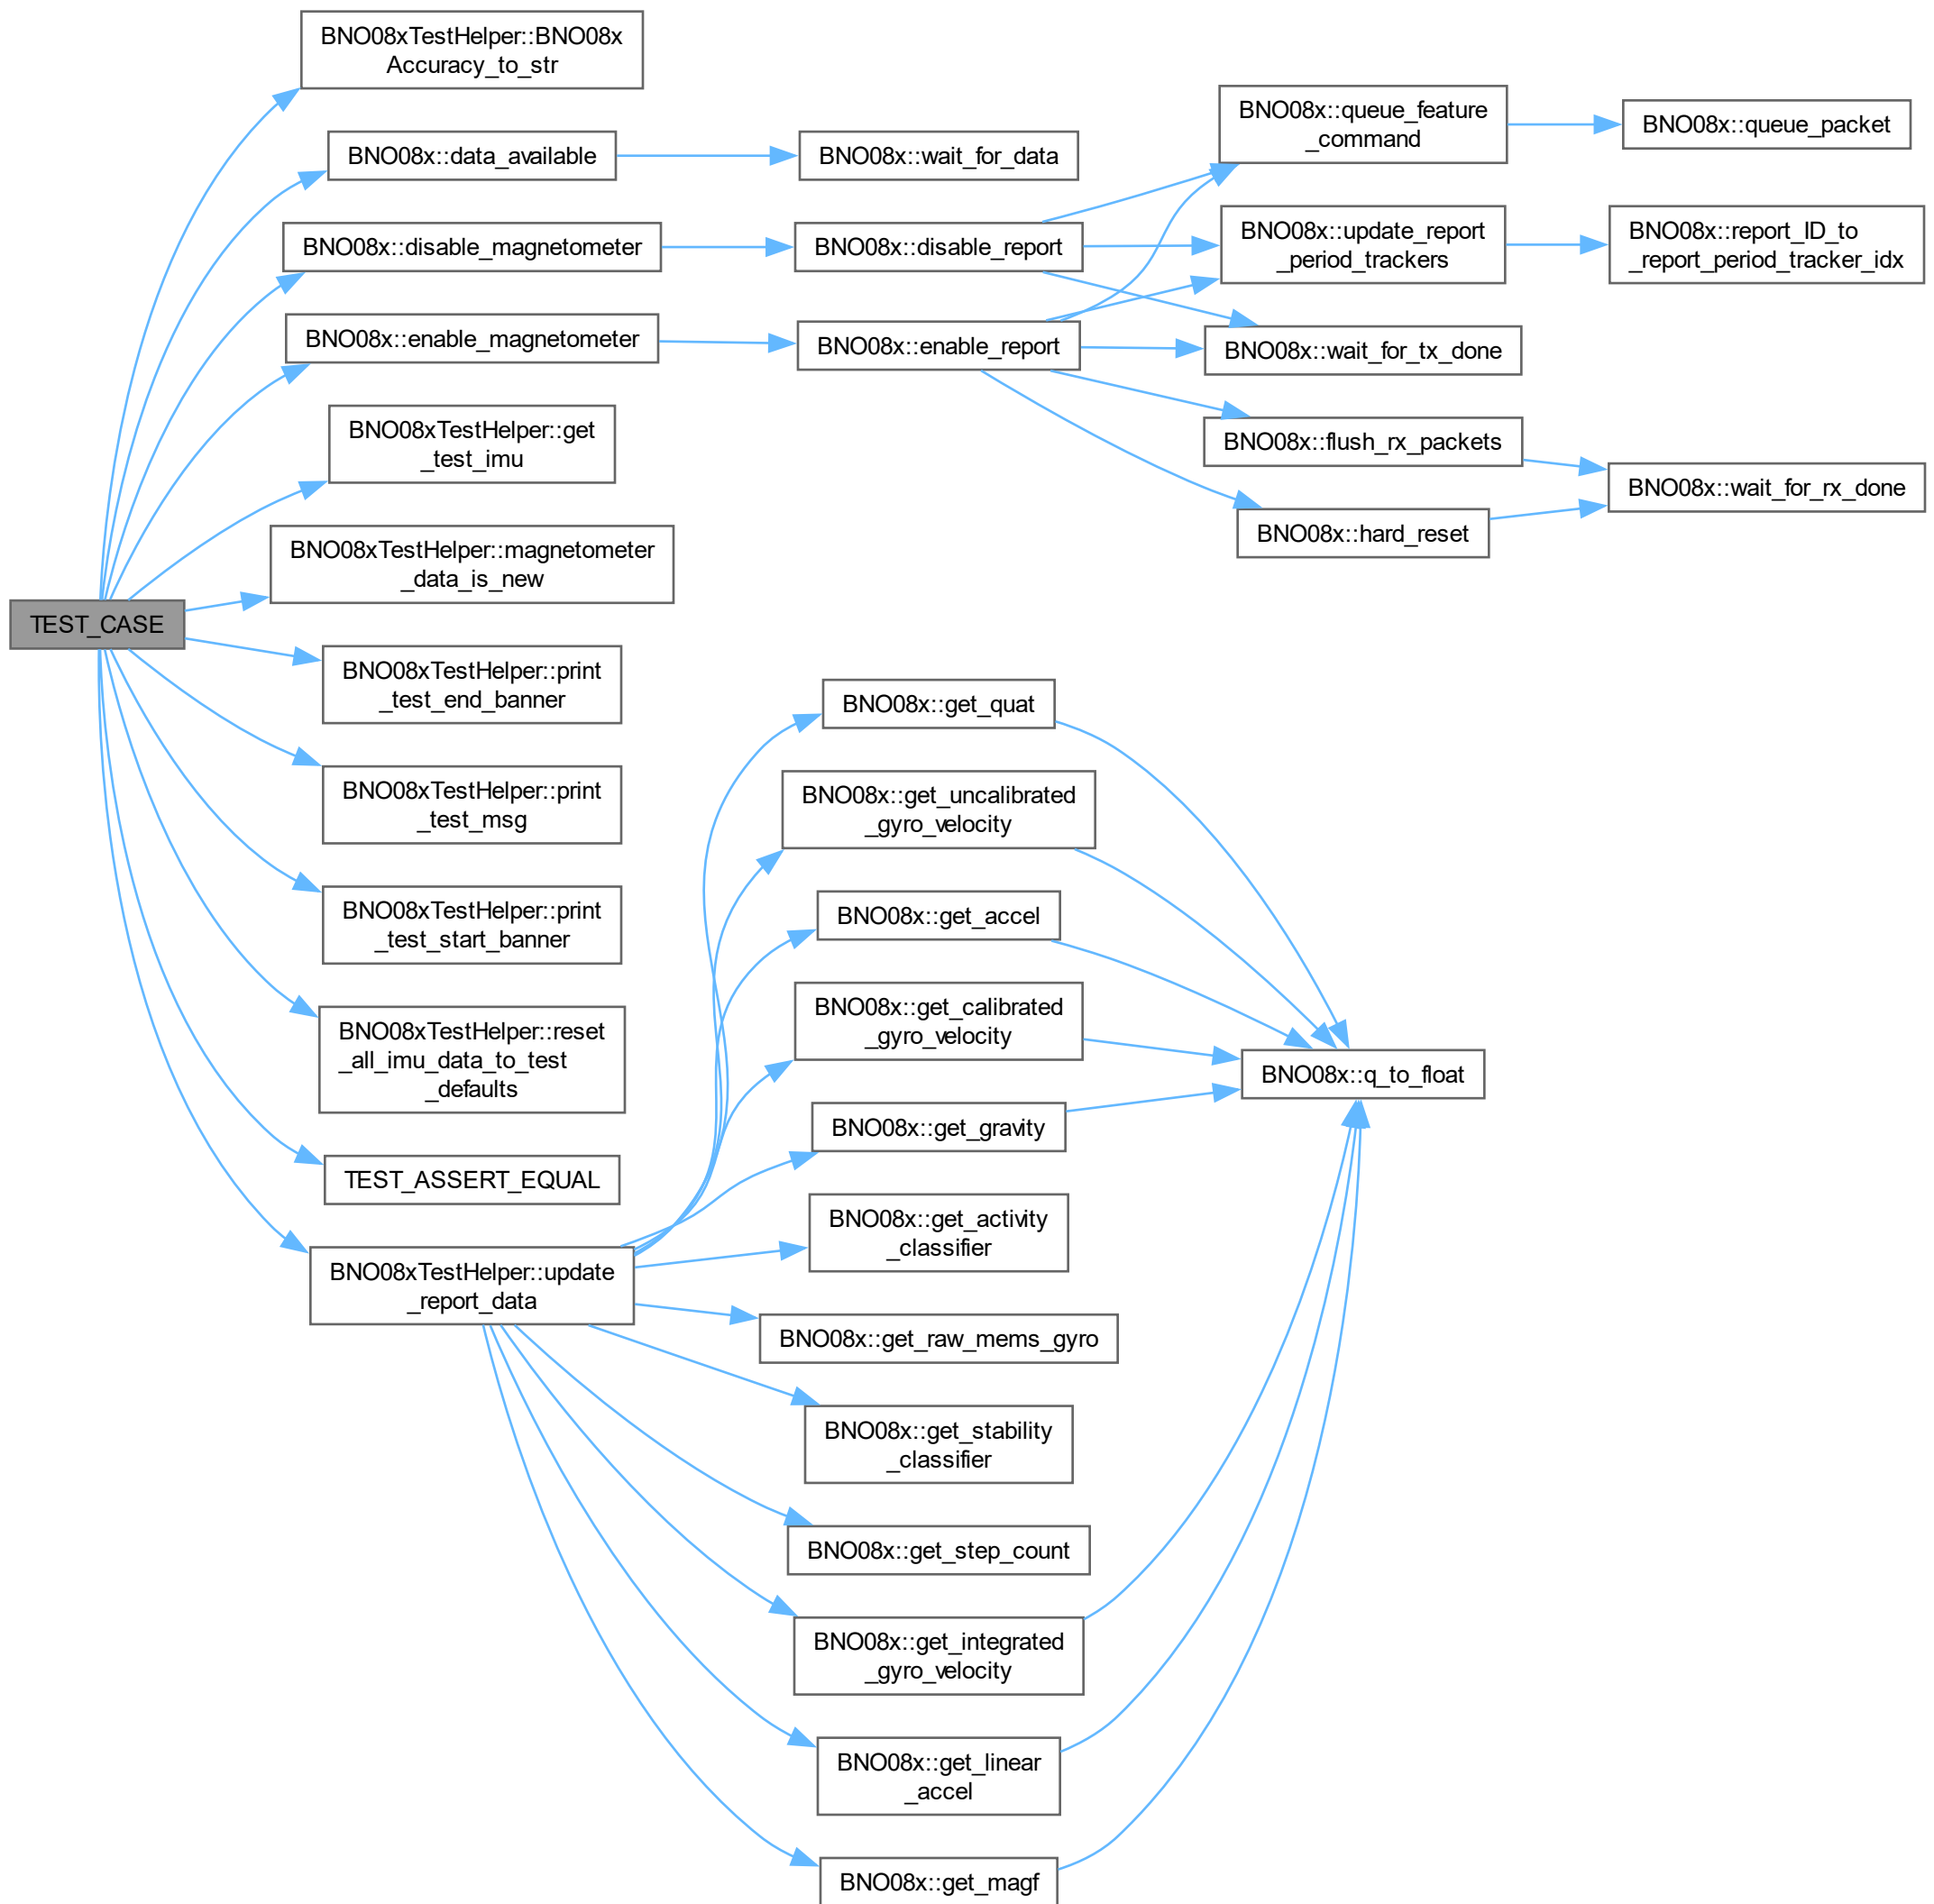 BNO08xTestHelper::BNO08x
Accuracy_to_str
BNO08x::data_available
BNO08x::wait_for_data
BNO08x::disable_magnetometer
BNO08x::disable_report
BNO08x::queue_feature
_command
BNO08x::queue_packet
BNO08x::update_report
_period_trackers
BNO08x::report_ID_to
_report_period_tracker_idx
BNO08x::enable_magnetometer
BNO08x::enable_report
BNO08x::wait_for_tx_done
BNO08x::flush_rx_packets
BNO08x::wait_for_rx_done
BNO08x::hard_reset
BNO08xTestHelper::get
_test_imu
BNO08xTestHelper::magnetometer
_data_is_new
TEST_CASE
BNO08xTestHelper::print
_test_end_banner
BNO08xTestHelper::print
_test_msg
BNO08xTestHelper::print
_test_start_banner
BNO08xTestHelper::reset
_all_imu_data_to_test
_defaults
TEST_ASSERT_EQUAL
BNO08xTestHelper::update
_report_data
BNO08x::get_quat
BNO08x::get_uncalibrated
_gyro_velocity
BNO08x::get_accel
BNO08x::get_calibrated
_gyro_velocity
BNO08x::q_to_float
BNO08x::get_gravity
BNO08x::get_activity
_classifier
BNO08x::get_raw_mems_gyro
BNO08x::get_stability
_classifier
BNO08x::get_step_count
BNO08x::get_integrated
_gyro_velocity
BNO08x::get_linear
_accel
BNO08x::get_magf